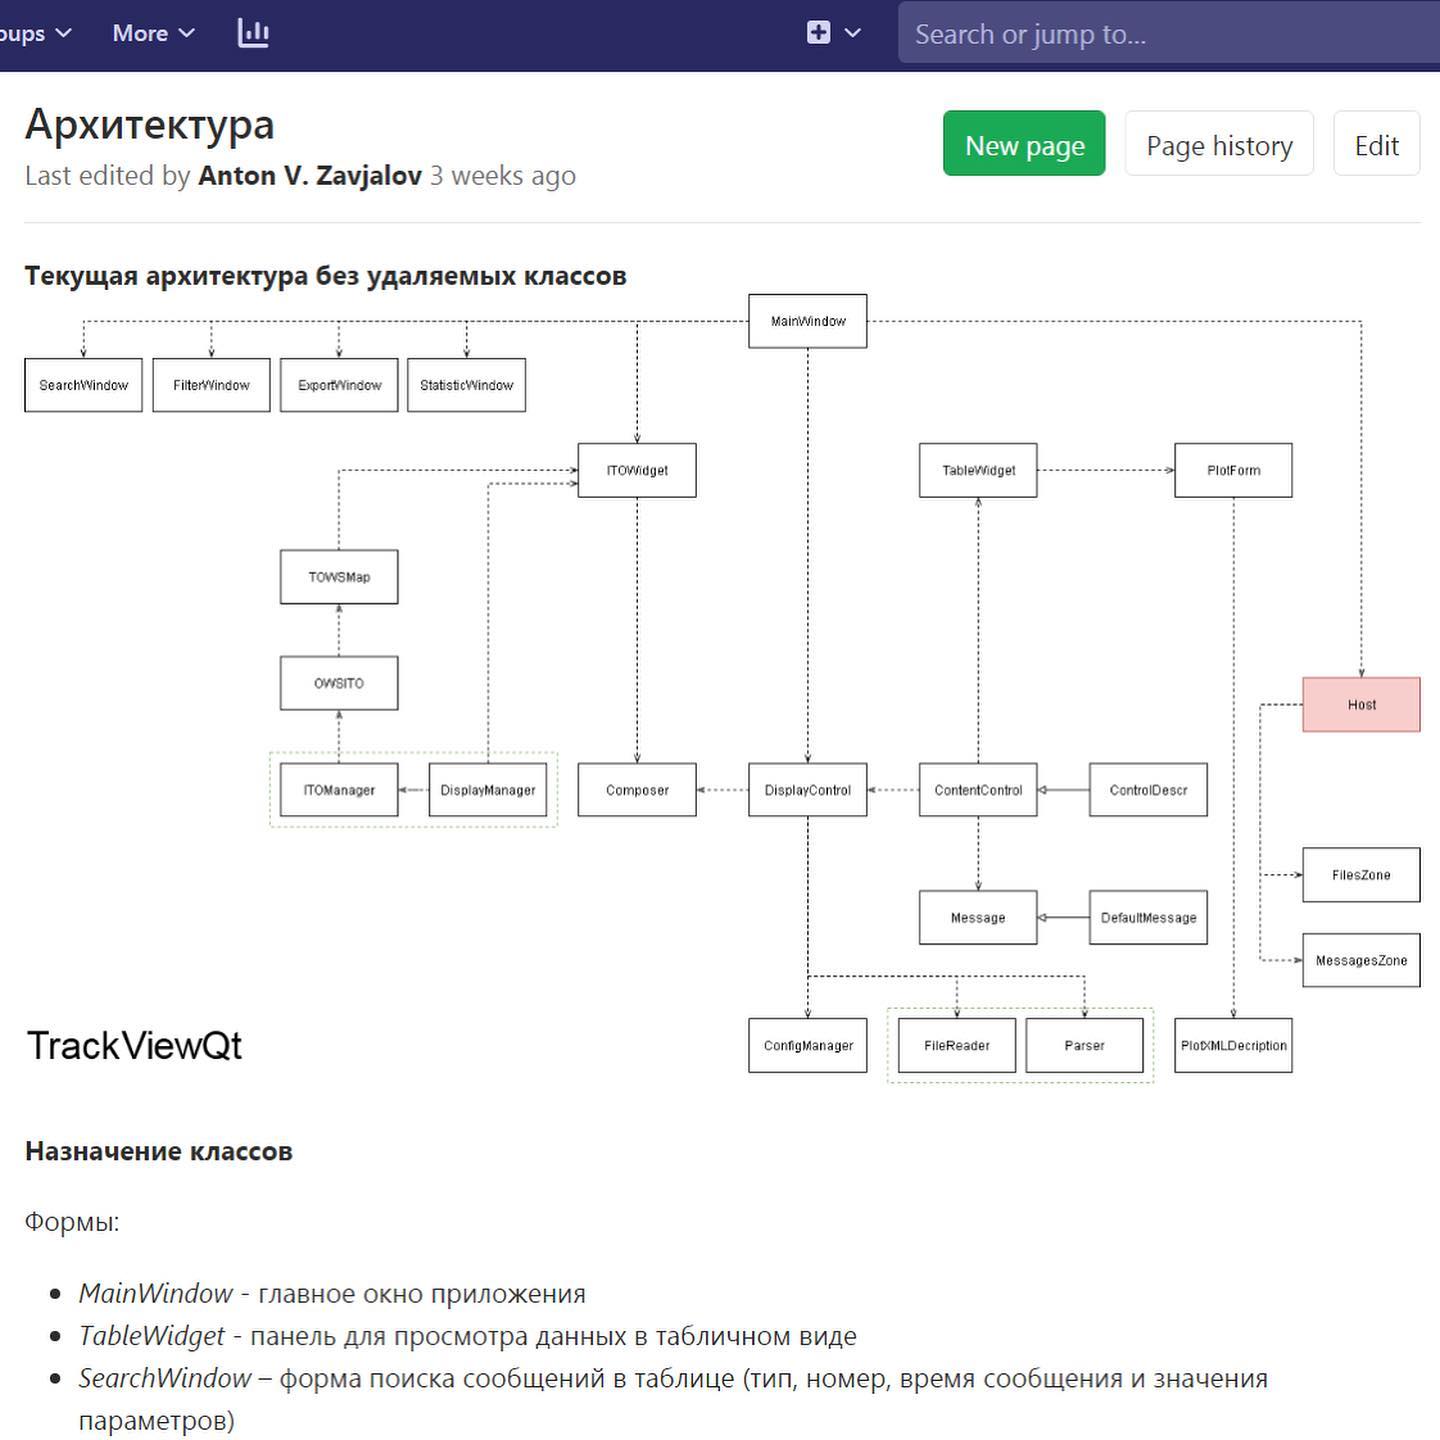 oups More Search or jump to...
Архитектура
New page Page history Edit
Last edited by Anton V. Zavjalov 3 weeks ago
Текущая архитектура без удаляемых классов
MainWindow
SearchWindow FilterWindow ExportWindow StatisticWindow
ITOWidget TableWidget PlotForm
TOWSMap
OWSITO
Host
ITOManager DisplayManager Composer DisplayControl ContentControl ControlDescr
FilesZone
Message DefaultMessage
MessagesZone
TrackViewQt
ConfigManager FileReader Parser PlotXMLDecription
Назначение классов
Формы:
MainWindow - главное окно приложения
TableWidget - панель для просмотра данных в табличном виде
SearchWindow – форма поиска сообщений в таблице (тип, номер, время сообщения и значения
параметров)